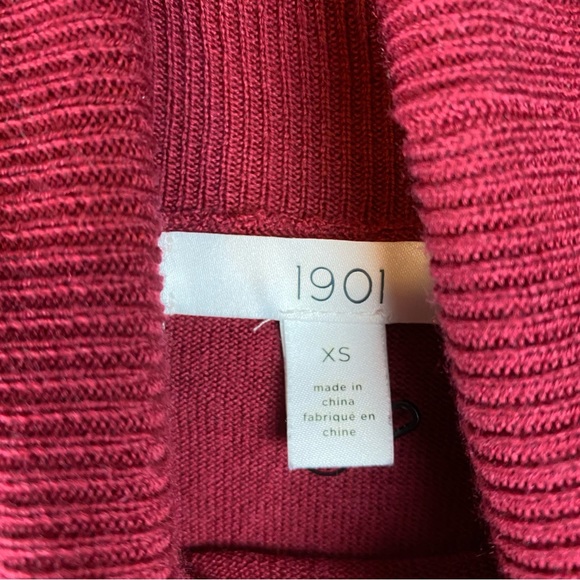 1901
XS
made in
china
fabriqué en
chine